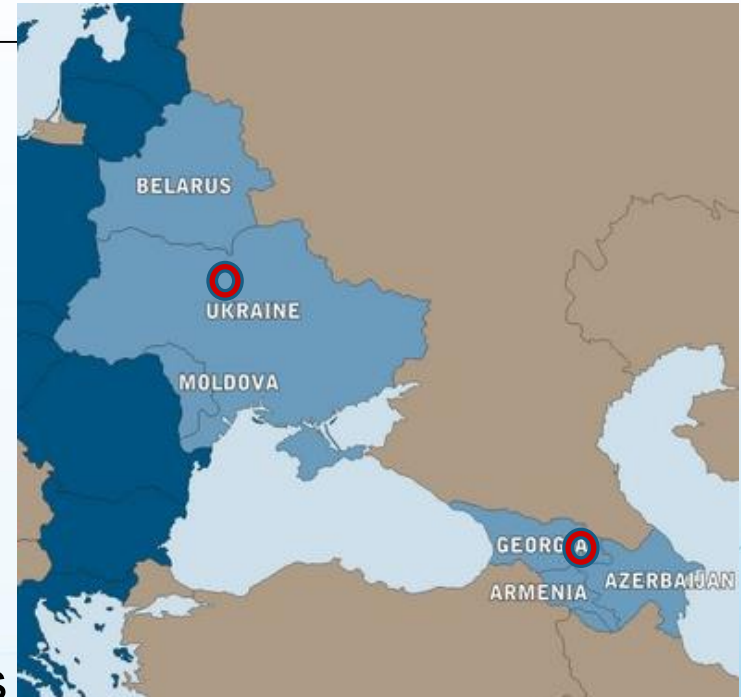 BELARUS
UKRAINE
MOLDOVA
GEORGIA
ARMENIA
AZERBAIJAN
s